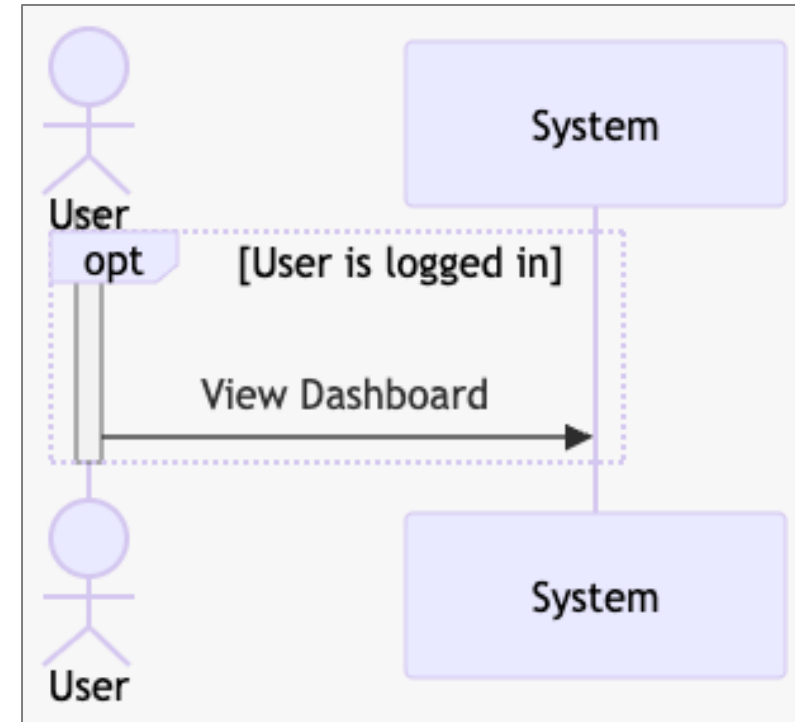 System
User
opt
[User is logged in]
View Dashboard
System
User